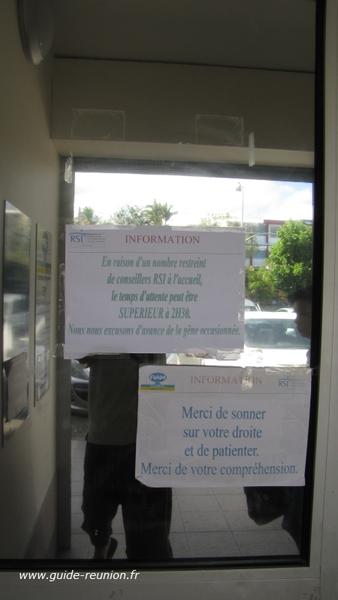 RSI INFORMATION
En raison d'un nombre restreint
de conseillers RSI à l'accueil,
le temps d'attente peut être
SUPERIEUR à 2H30.
Nous nous excusons d'avance de la gêne occasionnée.
INFORMATION RSI
Merci de sonner
sur votre droite
et de patienter.
Merci de votre compréhension.
www.guide-reunion.fr